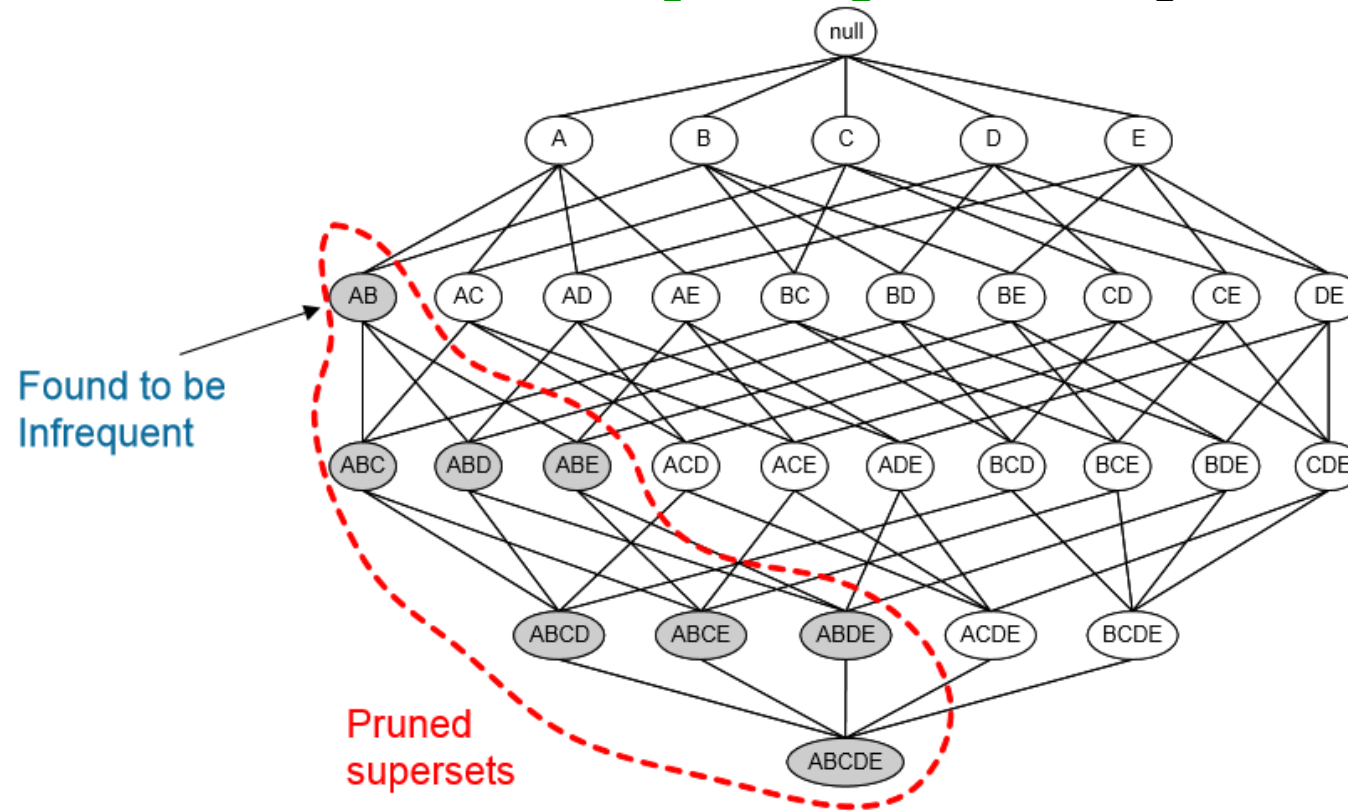 null
A B C D E
AB AC AD AE BC BD BE CD CE DE
Found to be
Infrequent
ABC ABD ABE ACD ACE ADE BCD BCE BDE CDE
ABCD ABCE ABDE ACDE BCDE
Pruned
supersets
ABCDE